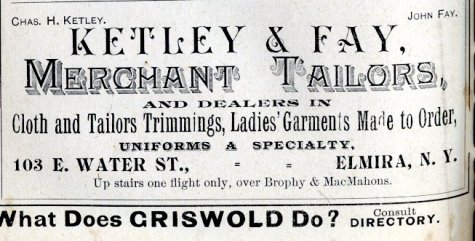 CHAS. H. KETLEY. JOHN FAY.
KETLEY & FAY,
MERCHANT TAILORS,
AND DEALERS IN
Cloth and Tailors Trimmings, Ladies' Garments Made to Order,
UNIFORMS A SPECIALTY.
103 E. WATER ST., = = ELMIRA, N. Y.
Up stairs one flight only, over Brophy & MacMahons.
What Does GRISWOLD Do? Consult DIRECTORY.